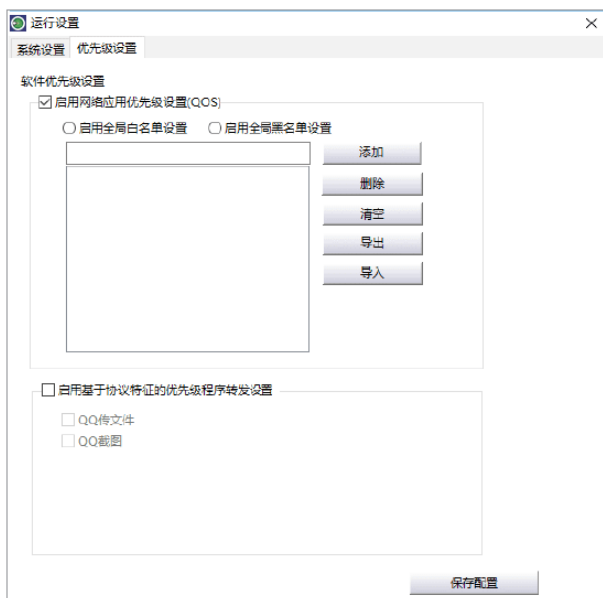 运行设置
系统设置 优先级设置
软件优先级设置
启用网络应用优先级设置(QOS)
启用全局白名单设置 启用全局黑名单设置
添加
删除
清空
导出
导入
启用基于协议特征的优先级程序转发设置
QQ传文件
QQ截图
保存配置